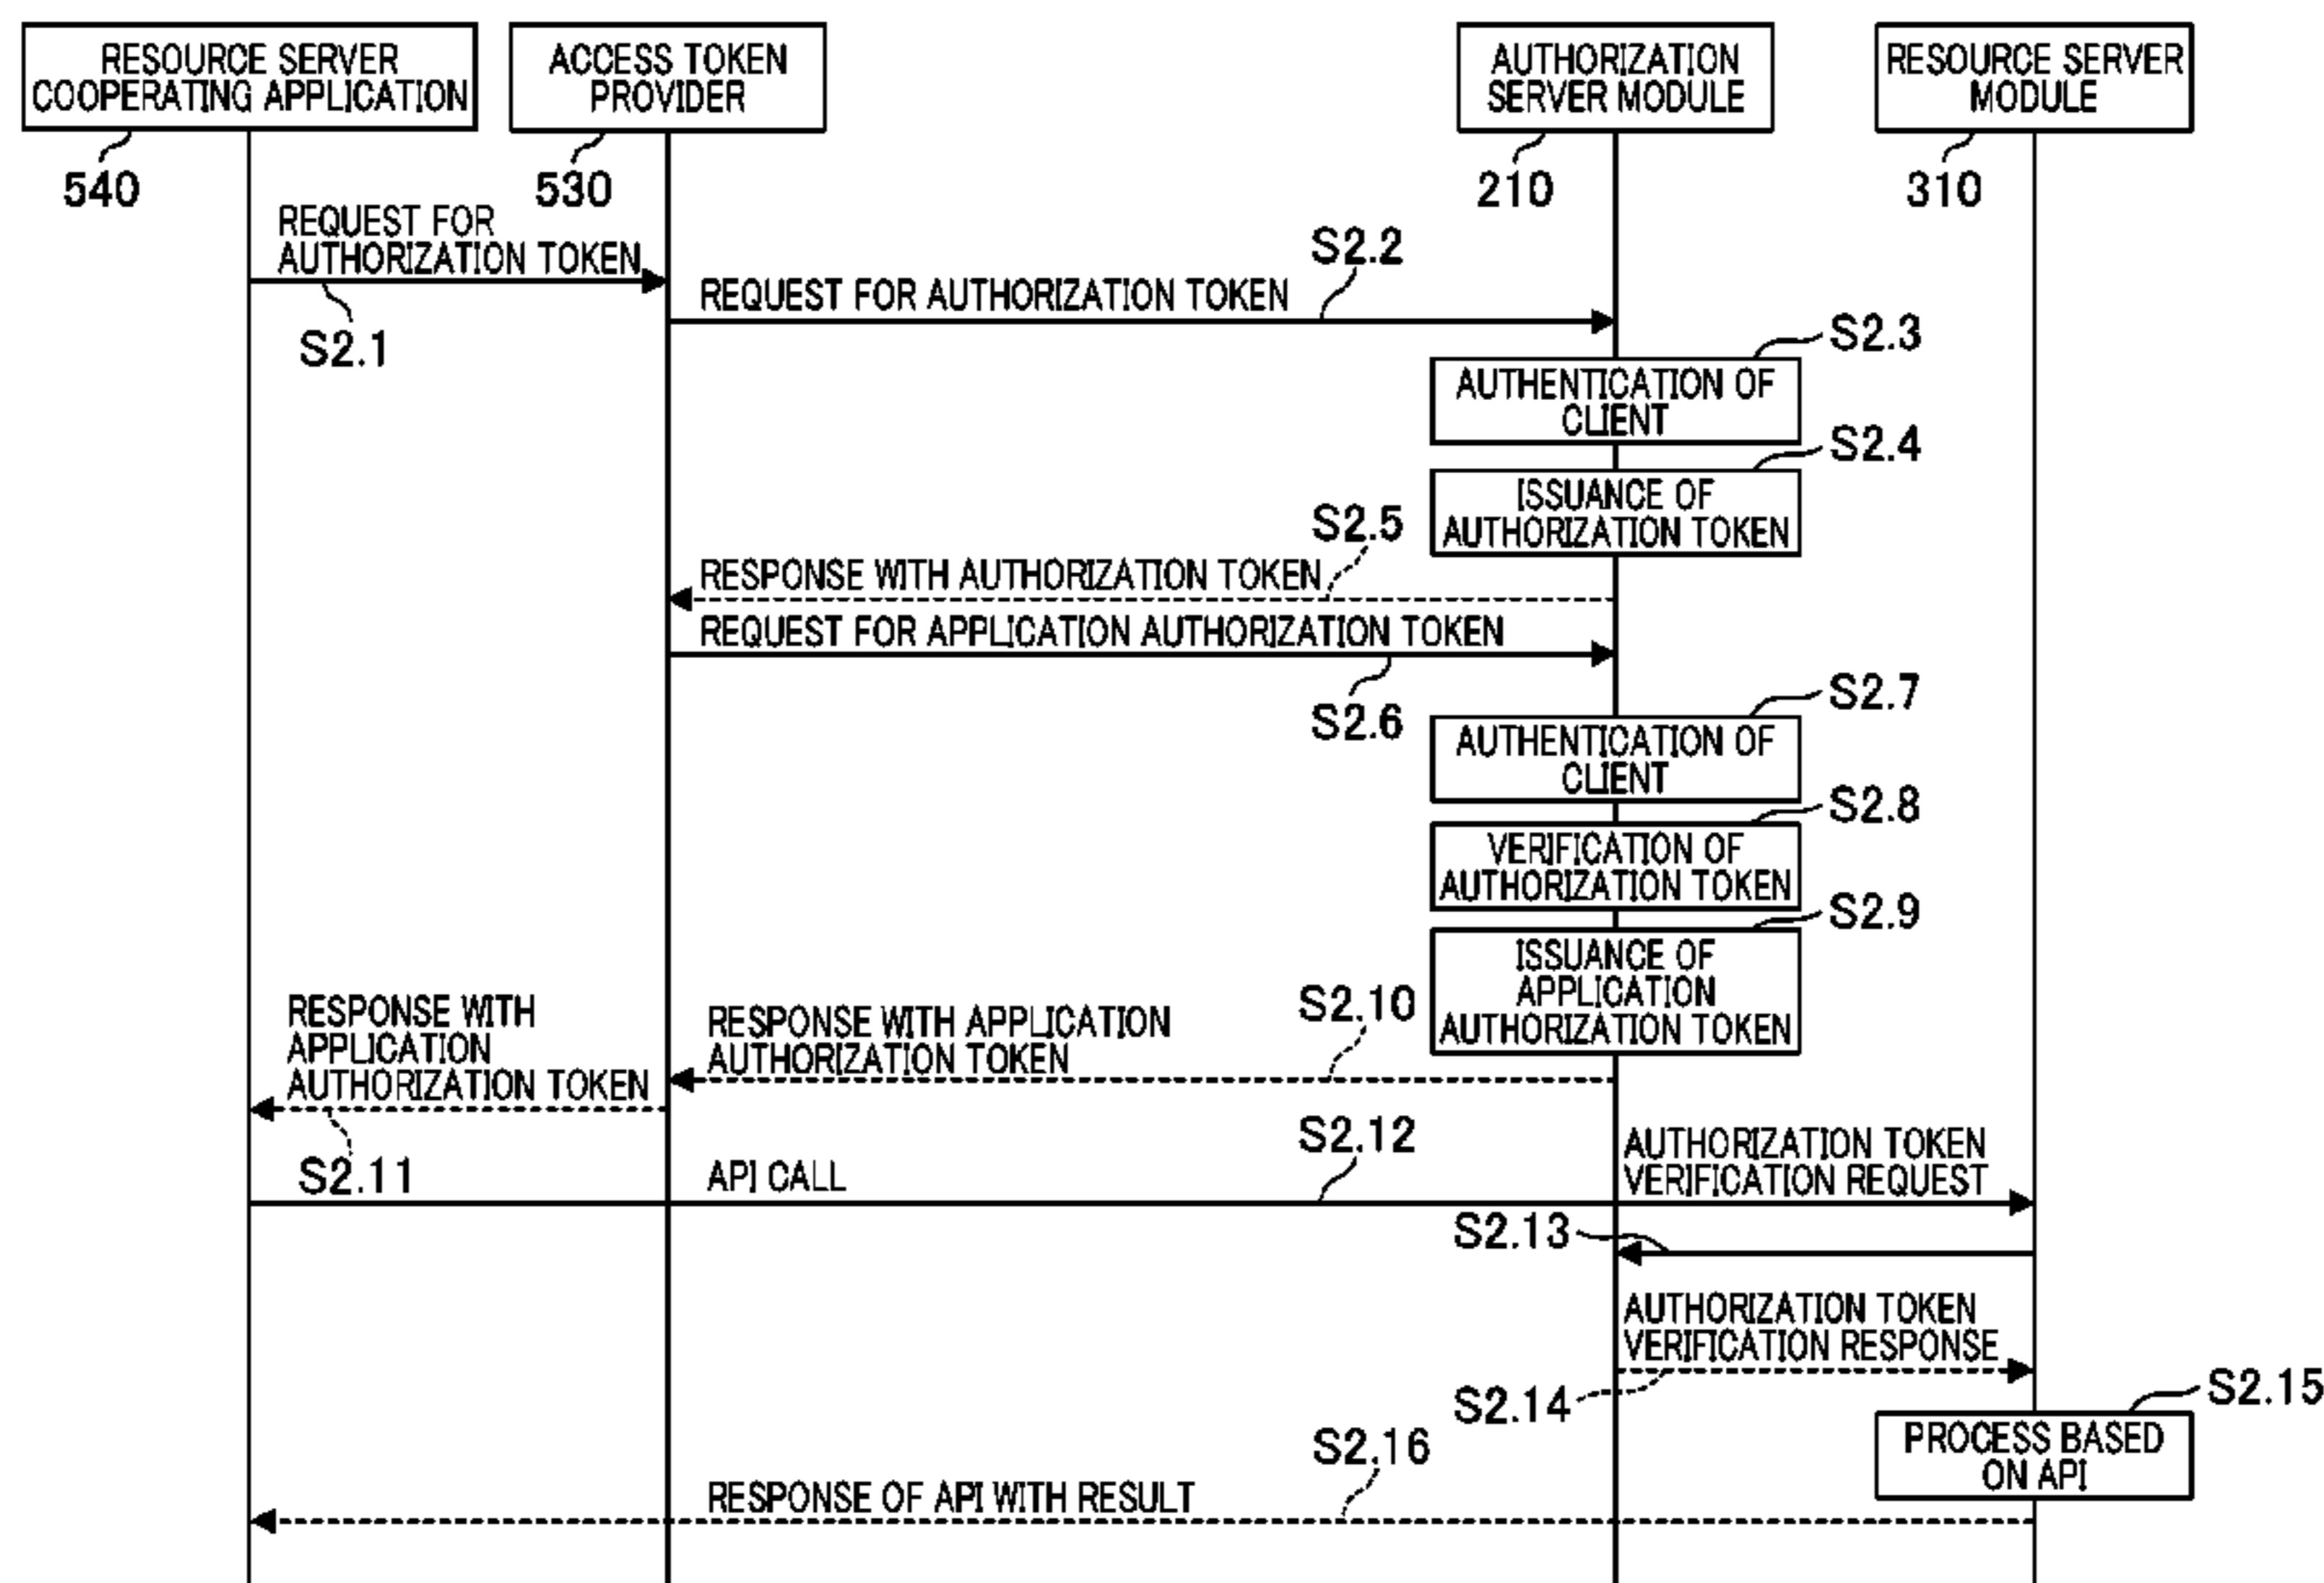 RESOURCE SERVER
COOPERATING APPLICATION
ACCESS TOKEN
PROVIDER
AUTHORIZATION
SERVER MODULE
RESOURCE SERVER
MODULE
540
530
210
310
REQUEST FOR
AUTHORIZATION TOKEN
S2.1
S2.2
REQUEST FOR AUTHORIZATION TOKEN
S2.3
AUTHENTICATION OF
CLIENT
S2.4
ISSUANCE OF
AUTHORIZATION TOKEN
S2.5
RESPONSE WITH AUTHORIZATION TOKEN
REQUEST FOR APPLICATION AUTHORIZATION TOKEN
S2.6
S2.7
AUTHENTICATION OF
CLIENT
S2.8
VERIFICATION OF
AUTHORIZATION TOKEN
S2.9
ISSUANCE OF
APPLICATION
AUTHORIZATION TOKEN
S2.10
RESPONSE WITH APPLICATION
AUTHORIZATION TOKEN
RESPONSE WITH
APPLICATION
AUTHORIZATION TOKEN
S2.11
API CALL
S2.12
AUTHORIZATION TOKEN
VERIFICATION REQUEST
S2.13
AUTHORIZATION TOKEN
VERIFICATION RESPONSE
S2.14
S2.15
PROCESS BASED
ON API
S2.16
RESPONSE OF API WITH RESULT